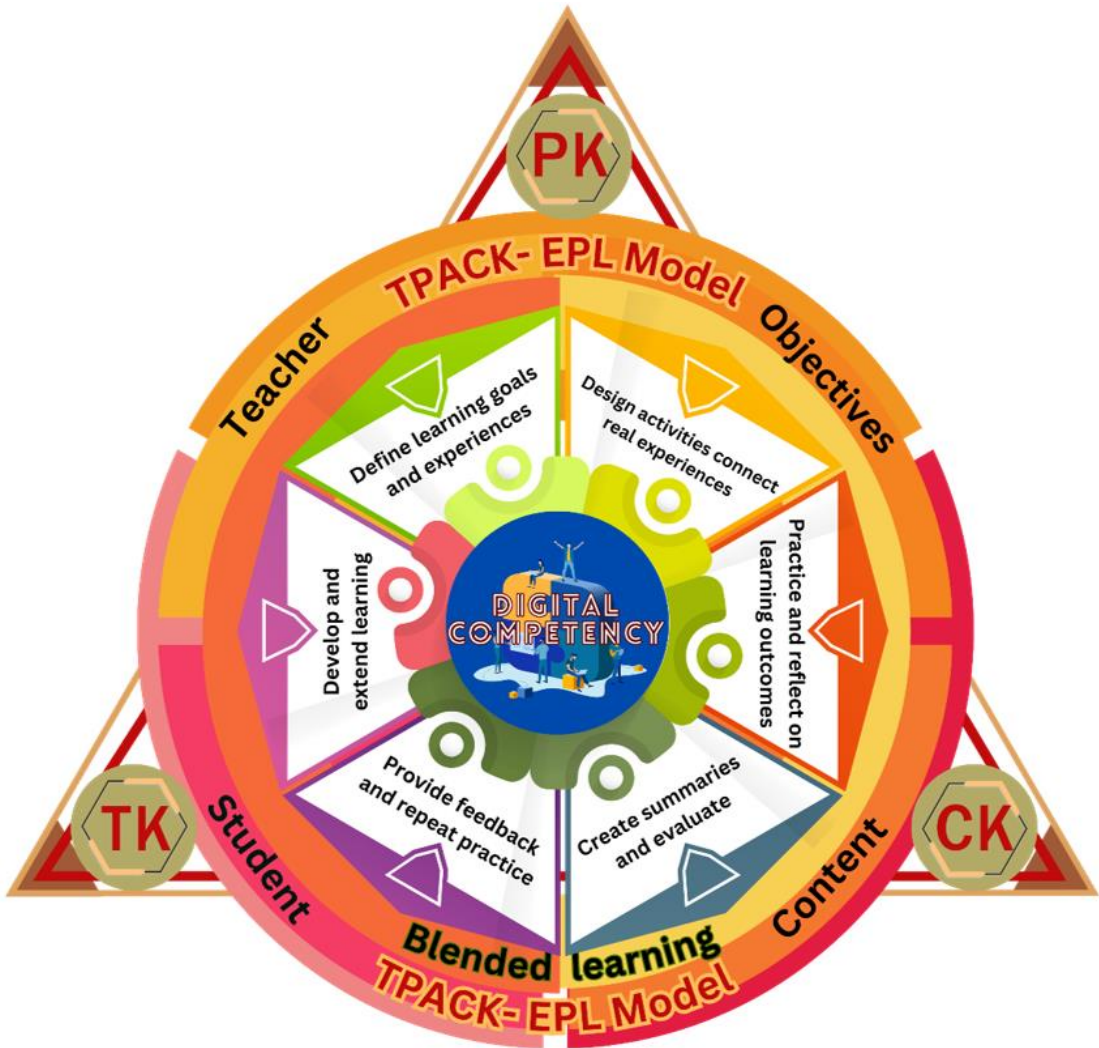 PK
TPACK- EPL Model
Teacher
Objectives
Define learning goals
and experiences
Design activities connect
real experiences
Practice and reflect on
learning outcomes
Create summaries
and evaluate
Provide feedback
and repeat practice
Develop and
extend learning
DIGITAL
COMPETENCY
TK
CK
Student
Content
Blended learning
TPACK- EPL Model